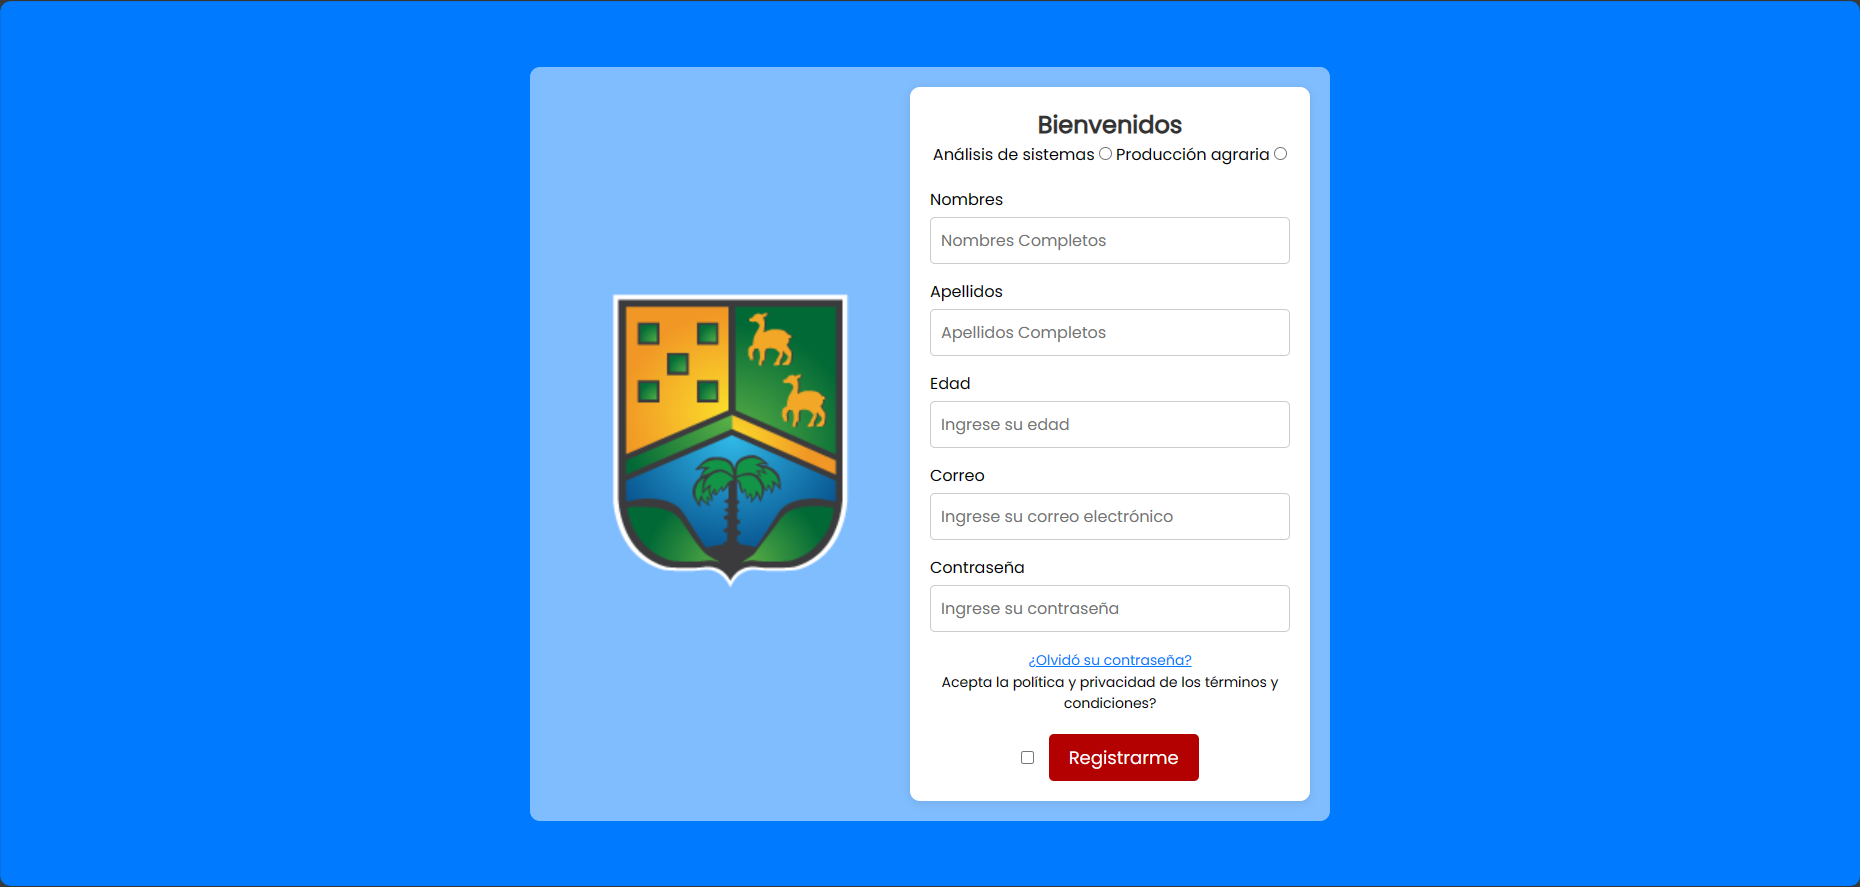 Bienvenidos
Análisis de sistemas Producción agraria
Nombres
Nombres Completos
Apellidos
Apellidos Completos
Edad
Ingrese su edad
Correo
Ingrese su correo electrónico
Contraseña
Ingrese su contraseña
¿Olvidó su contraseña?
Acepta la política y privacidad de los términos y
condiciones?
Registrarme